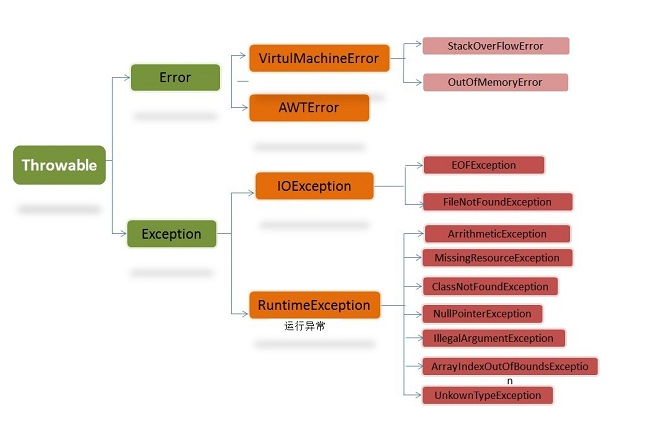 Throwable
Error
VirtulMachineError
StackOverFlowError
OutOfMemoryError
AWTError
Exception
IOException
EOFException
FileNotFoundException
RuntimeException
运行异常
ArrithmeticException
MissingResourceException
ClassNotFoundException
NullPointerException
IllegalArgumentException
ArrayIndexOutOfBoundsExceptio
n
UnkownTypeException